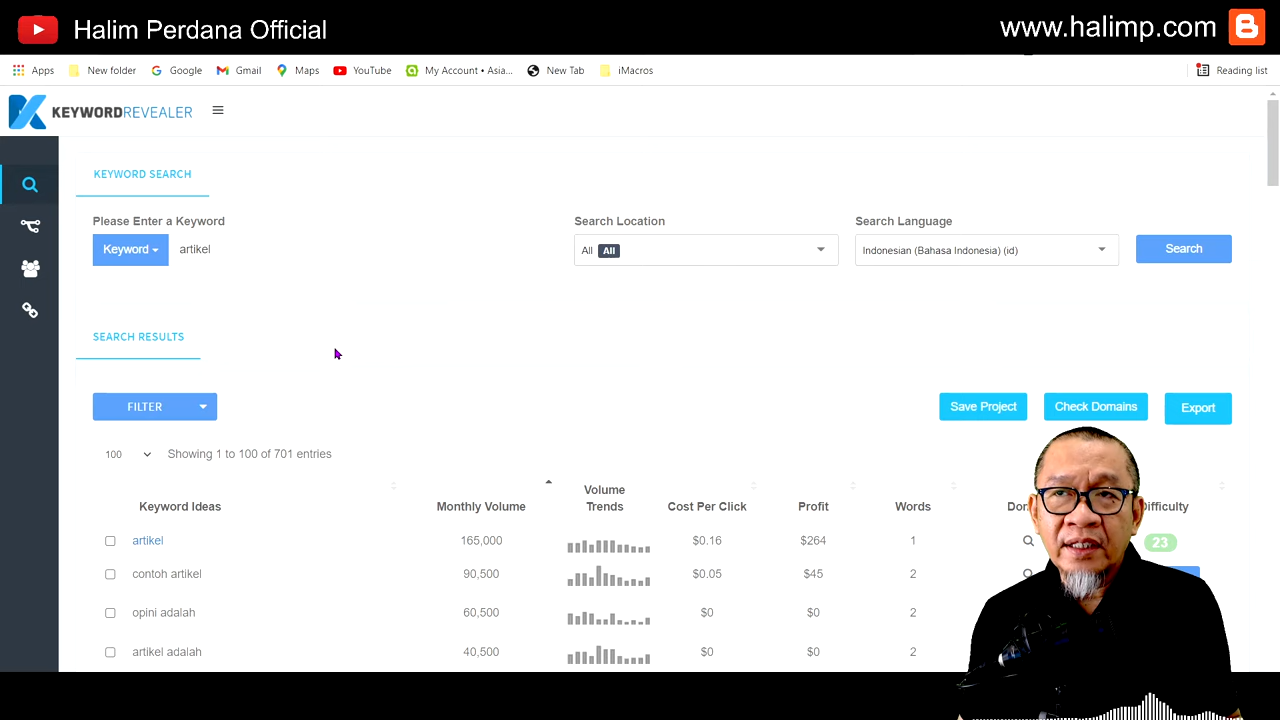 Halim Perdana Official
www.halimp.com
Apps New folder Google Gmail Maps YouTube My Account • Asia... New Tab iMacros Reading list
KEYWORDREVEALER
KEYWORD SEARCH
Please Enter a Keyword Search Location Search Language
Keyword artikel All All Indonesian (Bahasa Indonesia) (id) Search
SEARCH RESULTS
FILTER Save Project Check Domains Export
100 Showing 1 to 100 of 701 entries
Keyword Ideas Monthly Volume Volume Trends Cost Per Click Profit Words
artikel 165,000 $0.16 $264 1 23
contoh artikel 90,500 $0.05 $45 2
opini adalah 60,500 $0 $0 2
artikel adalah 40,500 $0 $0 2